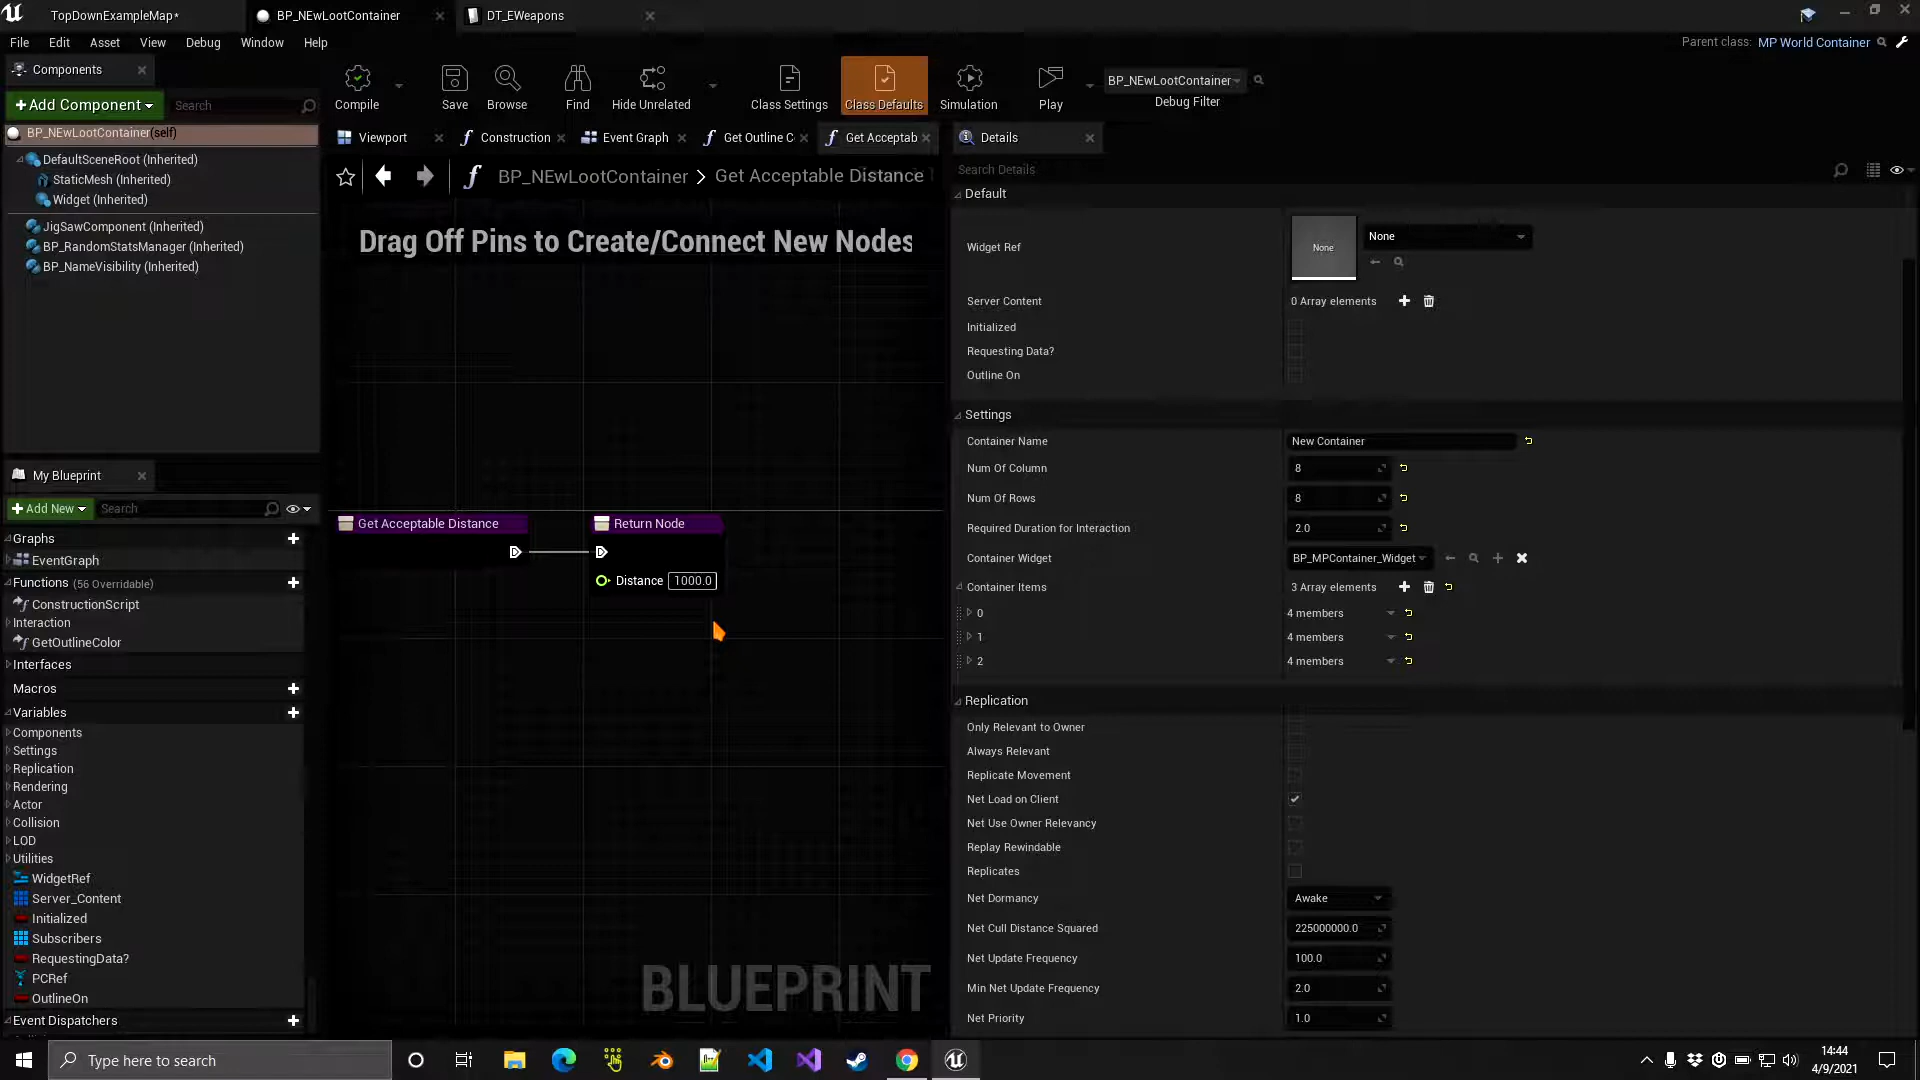 TopDownExampleMap*
BP_NEwLootContainer
DT_EWeapons
File Edit Asset View Debug Window Help
Parent class: MP World Container
Components
+Add Component
Search
Compile
Save
Browse
Find
Hide Unrelated
Class Settings
Class Defaults
Simulation
Play
BP_NEwLootContainer
Debug Filter
BP_NEwLootContainer(self)
DefaultSceneRoot (Inherited)
StaticMesh (Inherited)
Widget (Inherited)
JigSawComponent (Inherited)
BP_RandomStatsManager (Inherited)
BP_NameVisibility (Inherited)
Viewport
Construction
Event Graph
Get Outline C
Get Acceptab
BP_NEwLootContainer > Get Acceptable Distance
Drag Off Pins to Create/Connect New Nodes
Get Acceptable Distance
Return Node
Distance 1000.0
BLUEPRINT
My Blueprint
+Add New
Search
Graphs
EventGraph
Functions (56 Overridable)
ConstructionScript
Interaction
GetOutlineColor
Interfaces
Macros
Variables
Components
Settings
Replication
Rendering
Actor
Collision
LOD
Utilities
WidgetRef
Server_Content
Initialized
Subscribers
RequestingData?
PCRef
OutlineOn
Event Dispatchers
Details
Search Details
Default
Widget Ref
None
None
Server Content 0 Array elements
Initialized
Requesting Data?
Outline On
Settings
Container Name New Container
Num Of Column 8
Num Of Rows 8
Required Duration for Interaction 2.0
Container Widget BP_MPContainer_Widget
Container Items 3 Array elements
0 4 members
1 4 members
2 4 members
Replication
Only Relevant to Owner
Always Relevant
Replicate Movement
Net Load on Client
Net Use Owner Relevancy
Replay Rewindable
Replicates
Net Dormancy Awake
Net Cull Distance Squared 225000000.0
Net Update Frequency 100.0
Min Net Update Frequency 2.0
Net Priority 1.0
Type here to search
14:44
4/9/2021